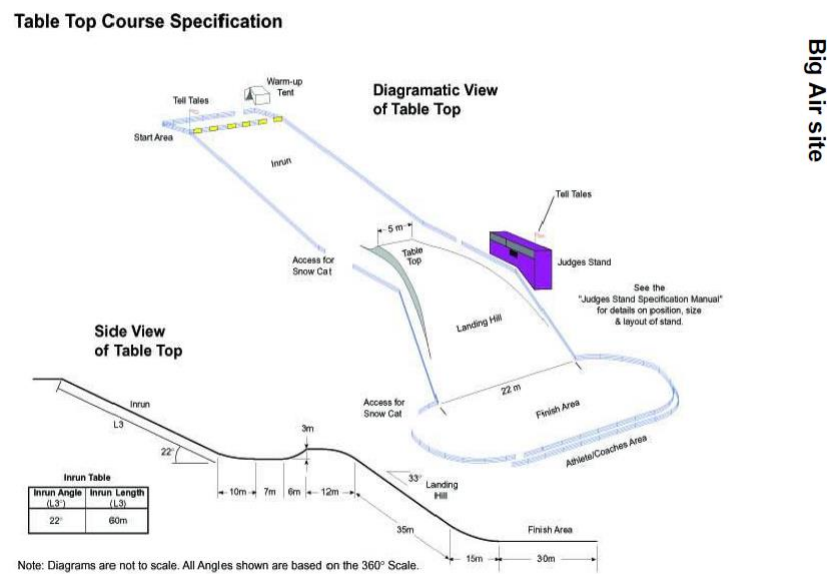 Table Top Course Specification
Big Air site
Diagramatic View
of Table Top
Warm-up
Tent
Tell Tales
Start Area
Inrun
5 m
Table
Top
Access for
Snow Cat
Tell Tales
Judges Stand
See the
"Judges Stand Specification Manual"
for details on position, size
& layout of stand.
Landing Hill
22 m
Finish Area
Access for
Snow Cat
Athlete/Coaches Area
Side View
of Table Top
Inrun
L3
22°
3m
10m
7m
6m
12m
33°
Landing
Hill
35m
15m
30m
Finish Area
Inrun Table
Inrun Angle Inrun Length
(L3°) (L3)
22° 60m
Note: Diagrams are not to scale. All Angles shown are based on the 360° Scale.